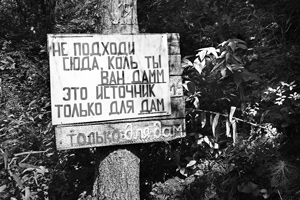 НЕ ПОДХОДИ
СЮДА, КОЛЬ ТЫ
ВАН ДАММ
ЭТО ИСТОЧНИК
ТОЛЬКО ДЛЯ ДАМ
ТОЛЬКО для дам